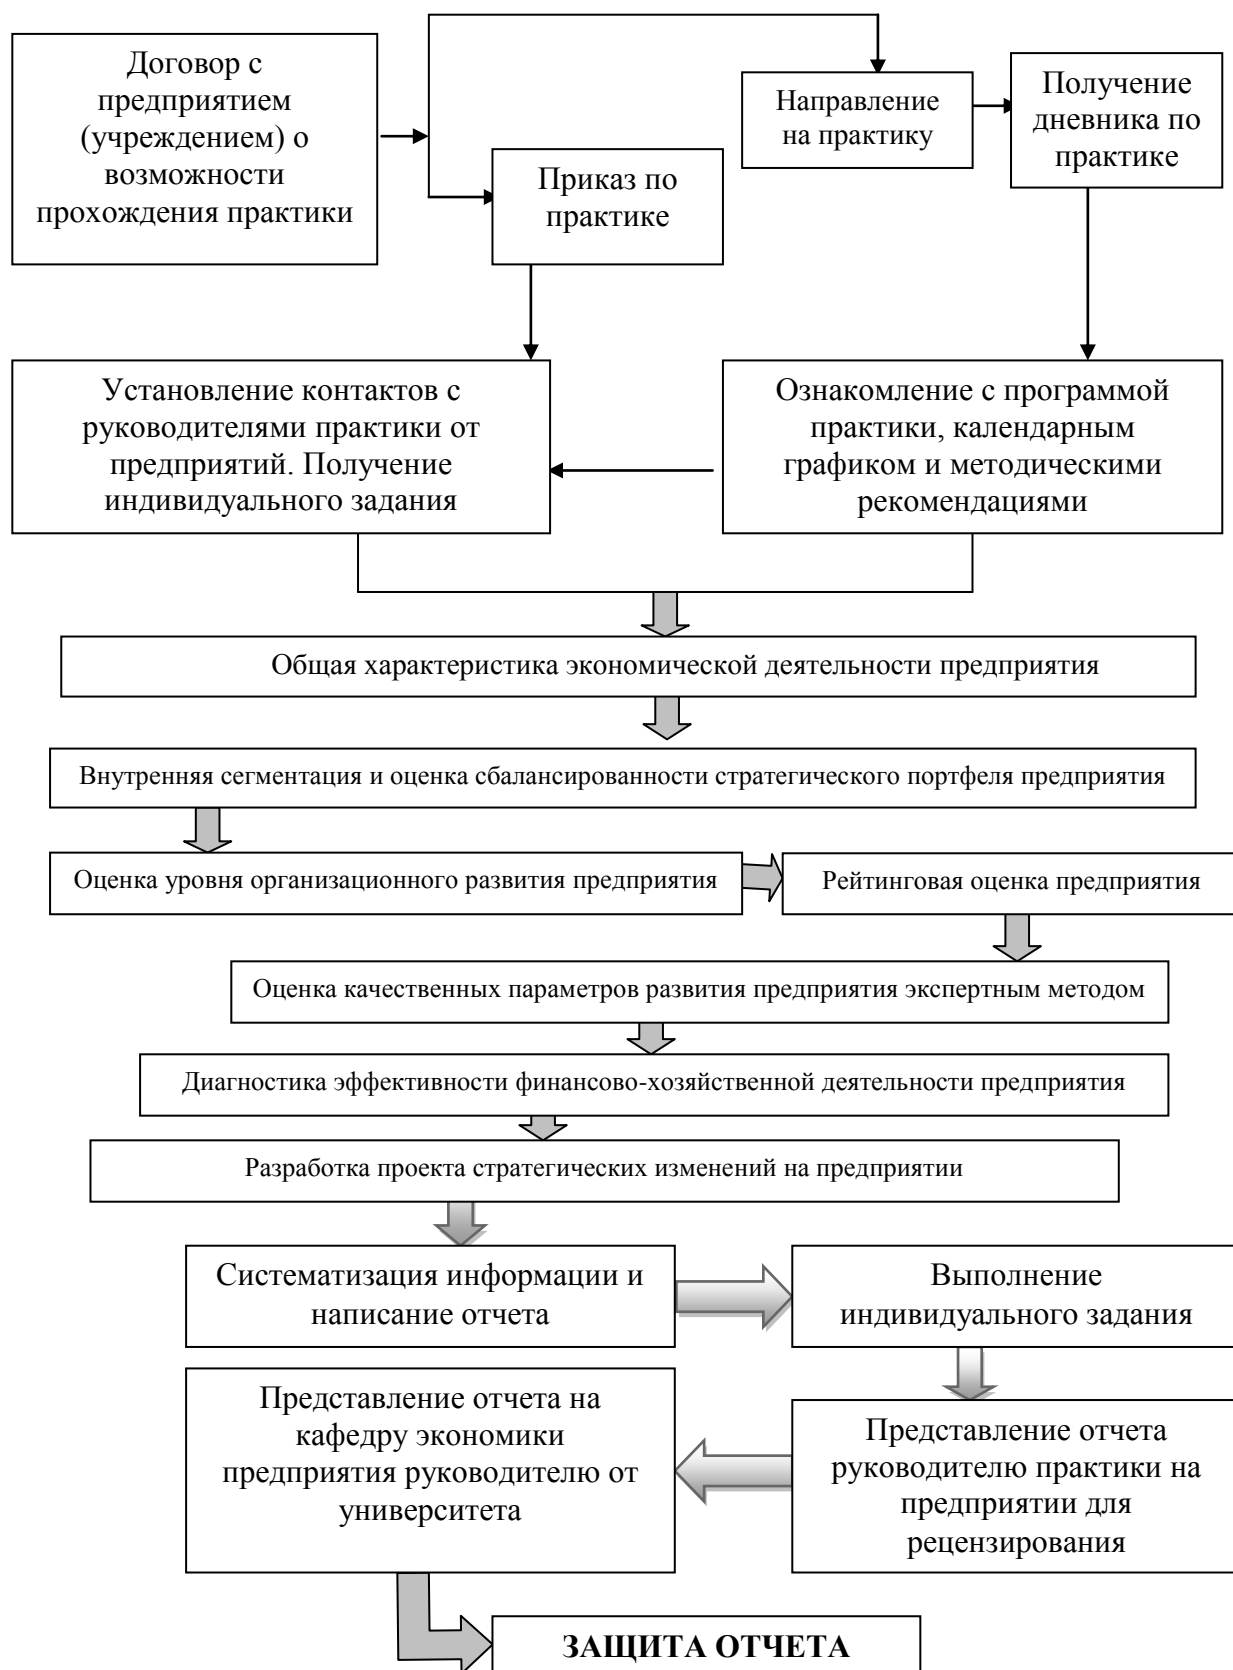 Договор с
предприятием
(учреждением) о
возможности
прохождения практики
Приказ по
практике
Направление
на практику
Получение
дневника по
практике
Установление контактов с
руководителями практики от
предприятий. Получение
индивидуального задания
Ознакомление с программой
практики, календарным
графиком и методическими
рекомендациями
Общая характеристика экономической деятельности предприятия
Внутренняя сегментация и оценка сбалансированности стратегического портфеля предприятия
Оценка уровня организационного развития предприятия
Рейтинговая оценка предприятия
Оценка качественных параметров развития предприятия экспертным методом
Диагностика эффективности финансово-хозяйственной деятельности предприятия
Разработка проекта стратегических изменений на предприятии
Систематизация информации и
написание отчета
Выполнение
индивидуального задания
Представление отчета
руководителю практики на
предприятии для
рецензирования
Представление отчета на
кафедру экономики
предприятия руководителю от
университета
ЗАЩИТА ОТЧЕТА